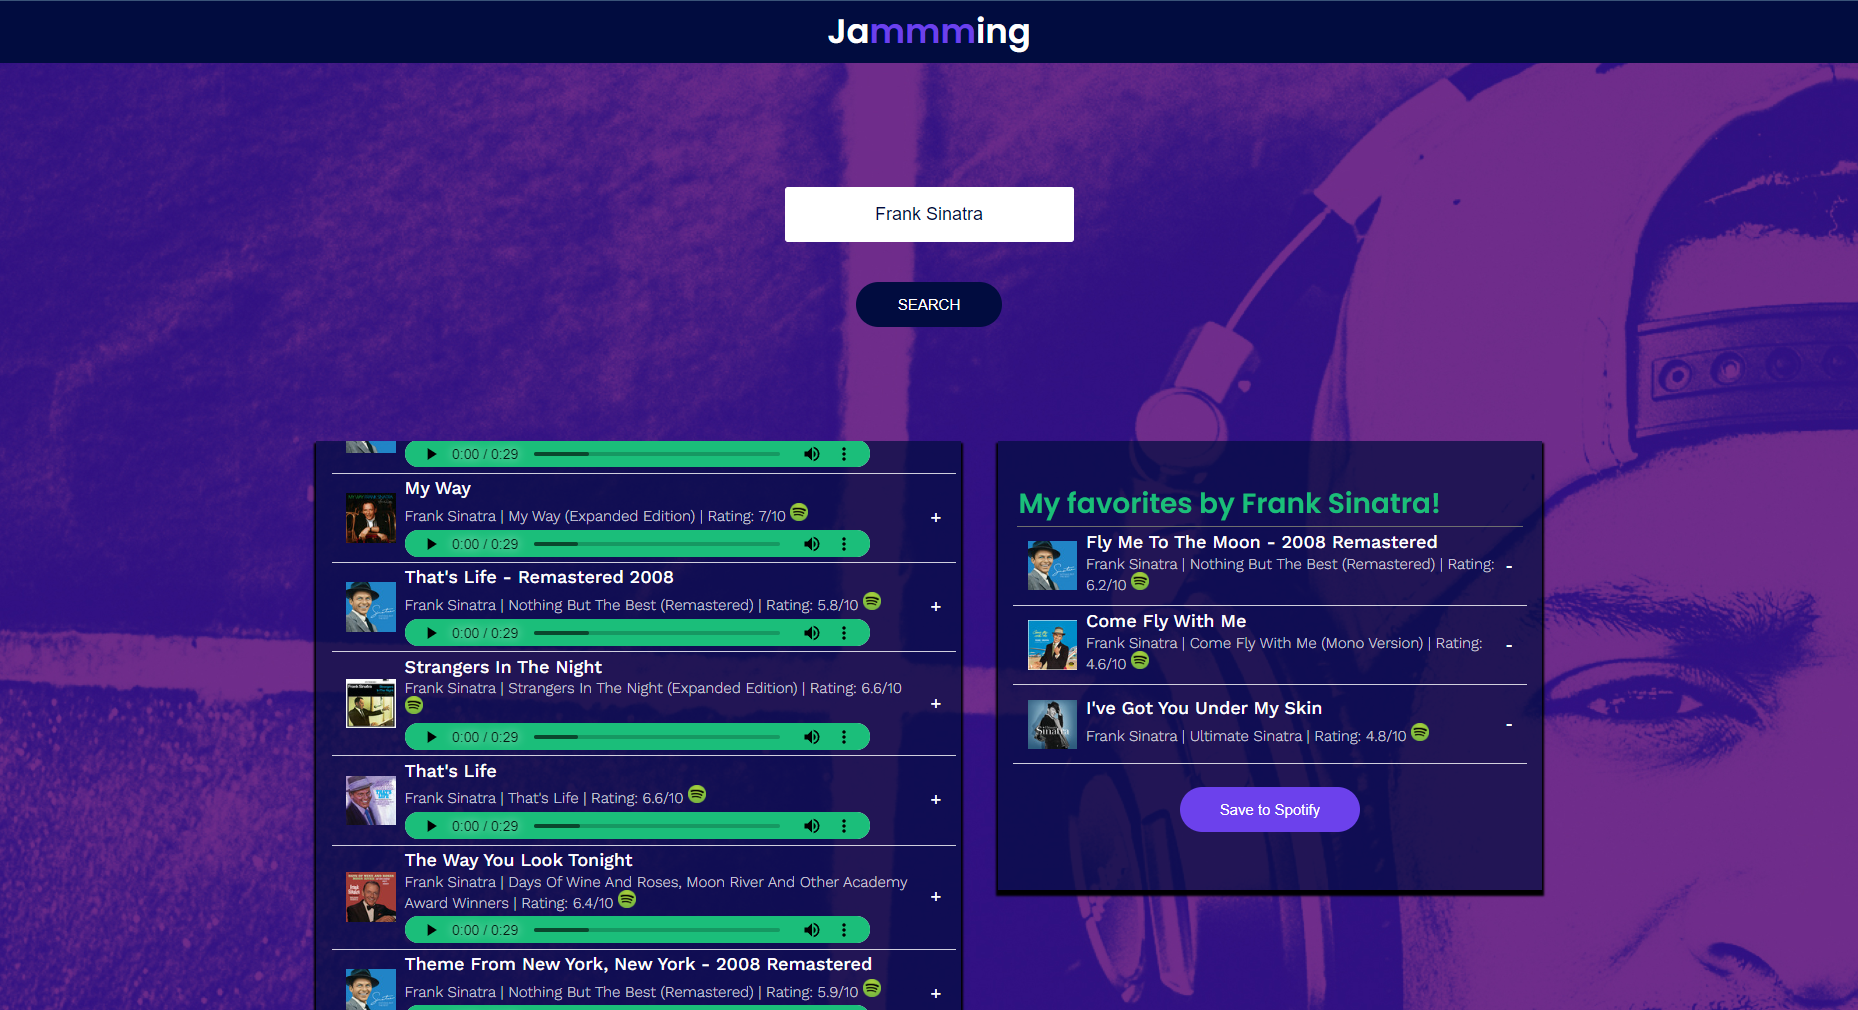 Jammming
Frank Sinatra
SEARCH
0:00 / 0:29
My Way
Frank Sinatra | My Way (Expanded Edition) | Rating: 7/10
+
0:00 / 0:29
That's Life - Remastered 2008
Frank Sinatra | Nothing But The Best (Remastered) | Rating: 5.8/10
+
0:00 / 0:29
Strangers In The Night
Frank Sinatra | Strangers In The Night (Expanded Edition) | Rating: 6.6/10
+
0:00 / 0:29
That's Life
Frank Sinatra | That's Life | Rating: 6.6/10
+
0:00 / 0:29
The Way You Look Tonight
Frank Sinatra | Days Of Wine And Roses, Moon River And Other Academy
Award Winners | Rating: 6.4/10
+
0:00 / 0:29
Theme From New York, New York - 2008 Remastered
Frank Sinatra | Nothing But The Best (Remastered) | Rating: 5.9/10
+
My favorites by Frank Sinatra!
Fly Me To The Moon - 2008 Remastered
Frank Sinatra | Nothing But The Best (Remastered) | Rating:
6.2/10
-
Come Fly With Me
Frank Sinatra | Come Fly With Me (Mono Version) | Rating:
4.6/10
-
I've Got You Under My Skin
Frank Sinatra | Ultimate Sinatra | Rating: 4.8/10
-
Save to Spotify